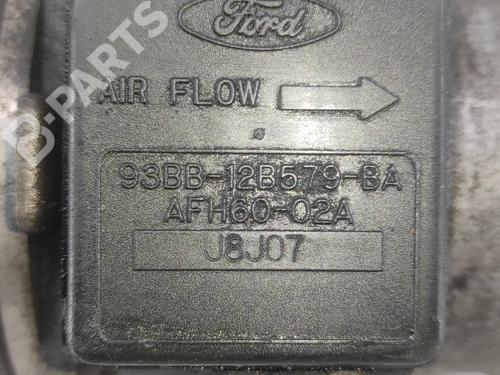 Ford
AIR FLOW
93BB-12B579-BA
AFH60-02A
J8J07
B-PARTS